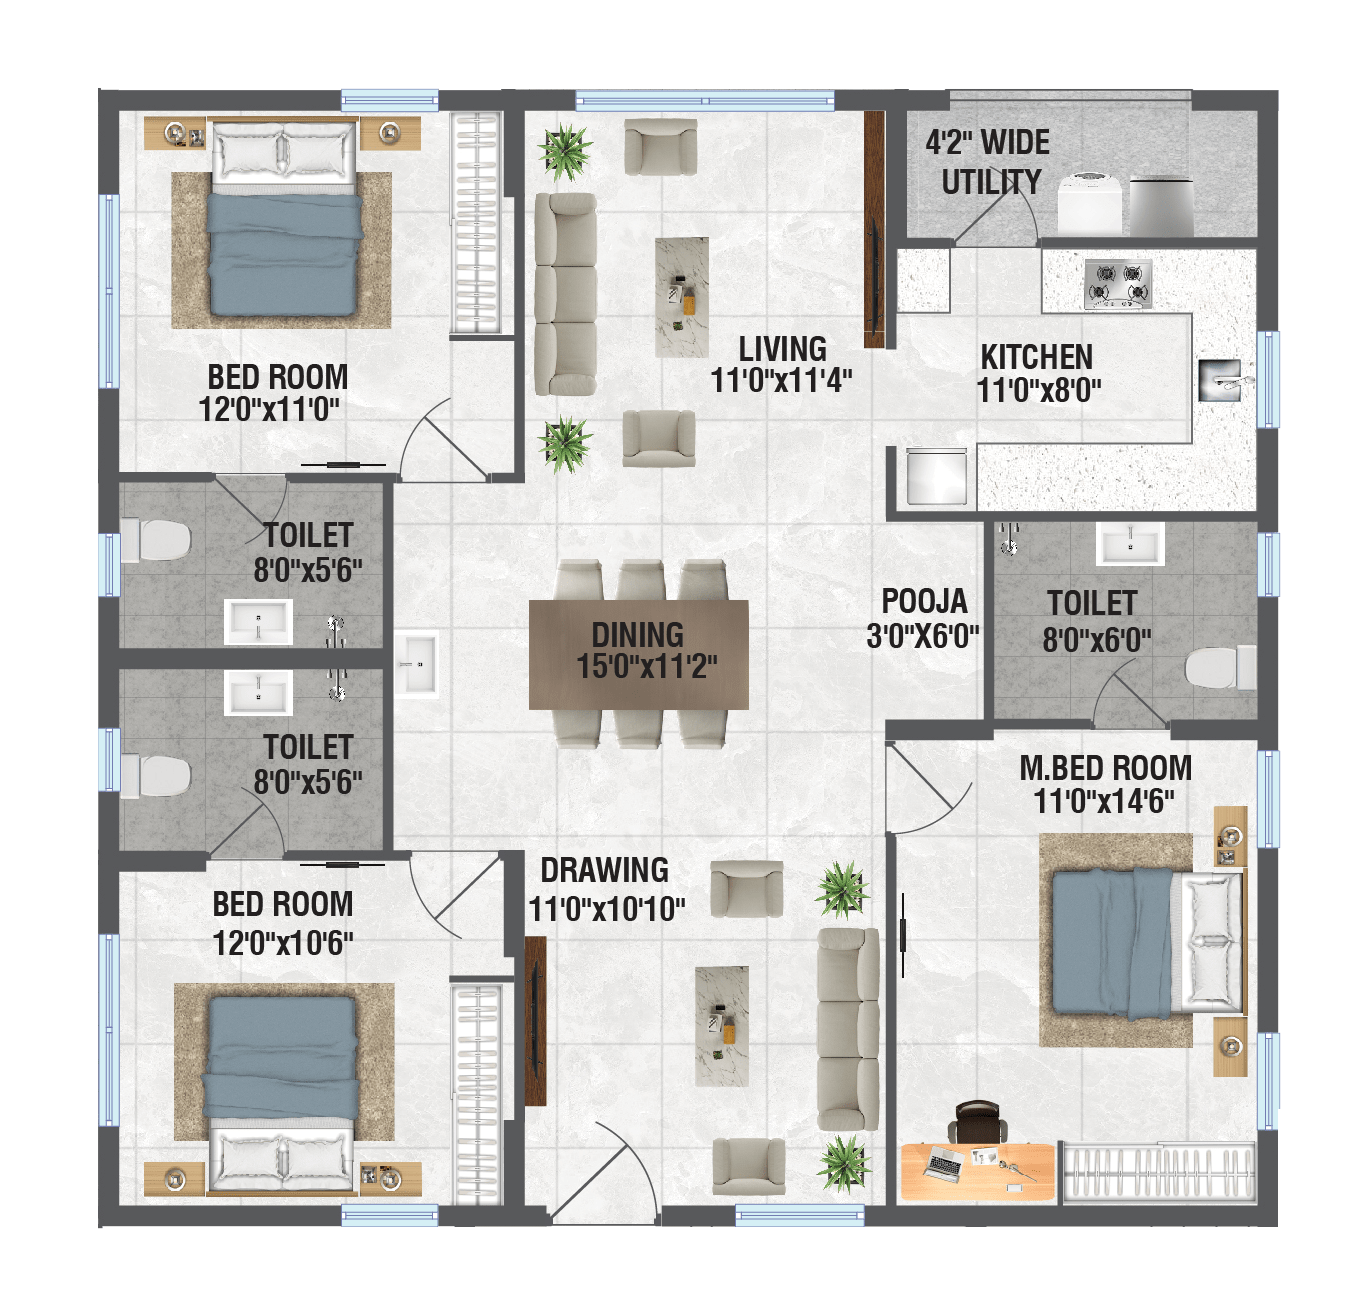 4'2" WIDE
UTILITY
LIVING
11'0"x11'4"
KITCHEN
11'0"x8'0"
BED ROOM
12'0"x11'0"
TOILET
8'0"x5'6"
DINING
15'0"x11'2"
POOJA
3'0"X6'0"
TOILET
8'0"x6'0"
TOILET
8'0"x5'6"
M.BED ROOM
11'0"x14'6"
DRAWING
11'0"x10'10"
BED ROOM
12'0"x10'6"